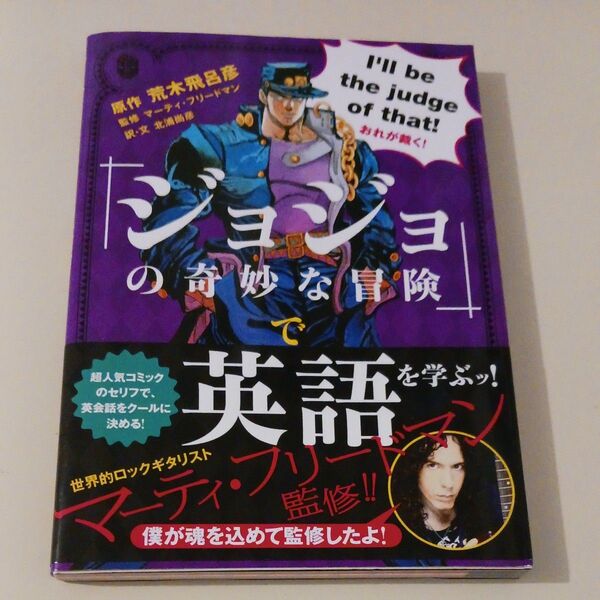 原作 荒木飛呂彦
監修 マーティ・フリードマン
訳・文 北浦尚彦
I'll be
the judge
of that!
おれが裁く!
「ジョジョ
の奇妙な冒険」
で
英語を学ぶッ!
超人気コミック
のセリフで、
英会話をクールに
決める!
世界的ロックギタリスト
マーティ・フリードマン
監修!!
僕が魂を込めて監修したよ!